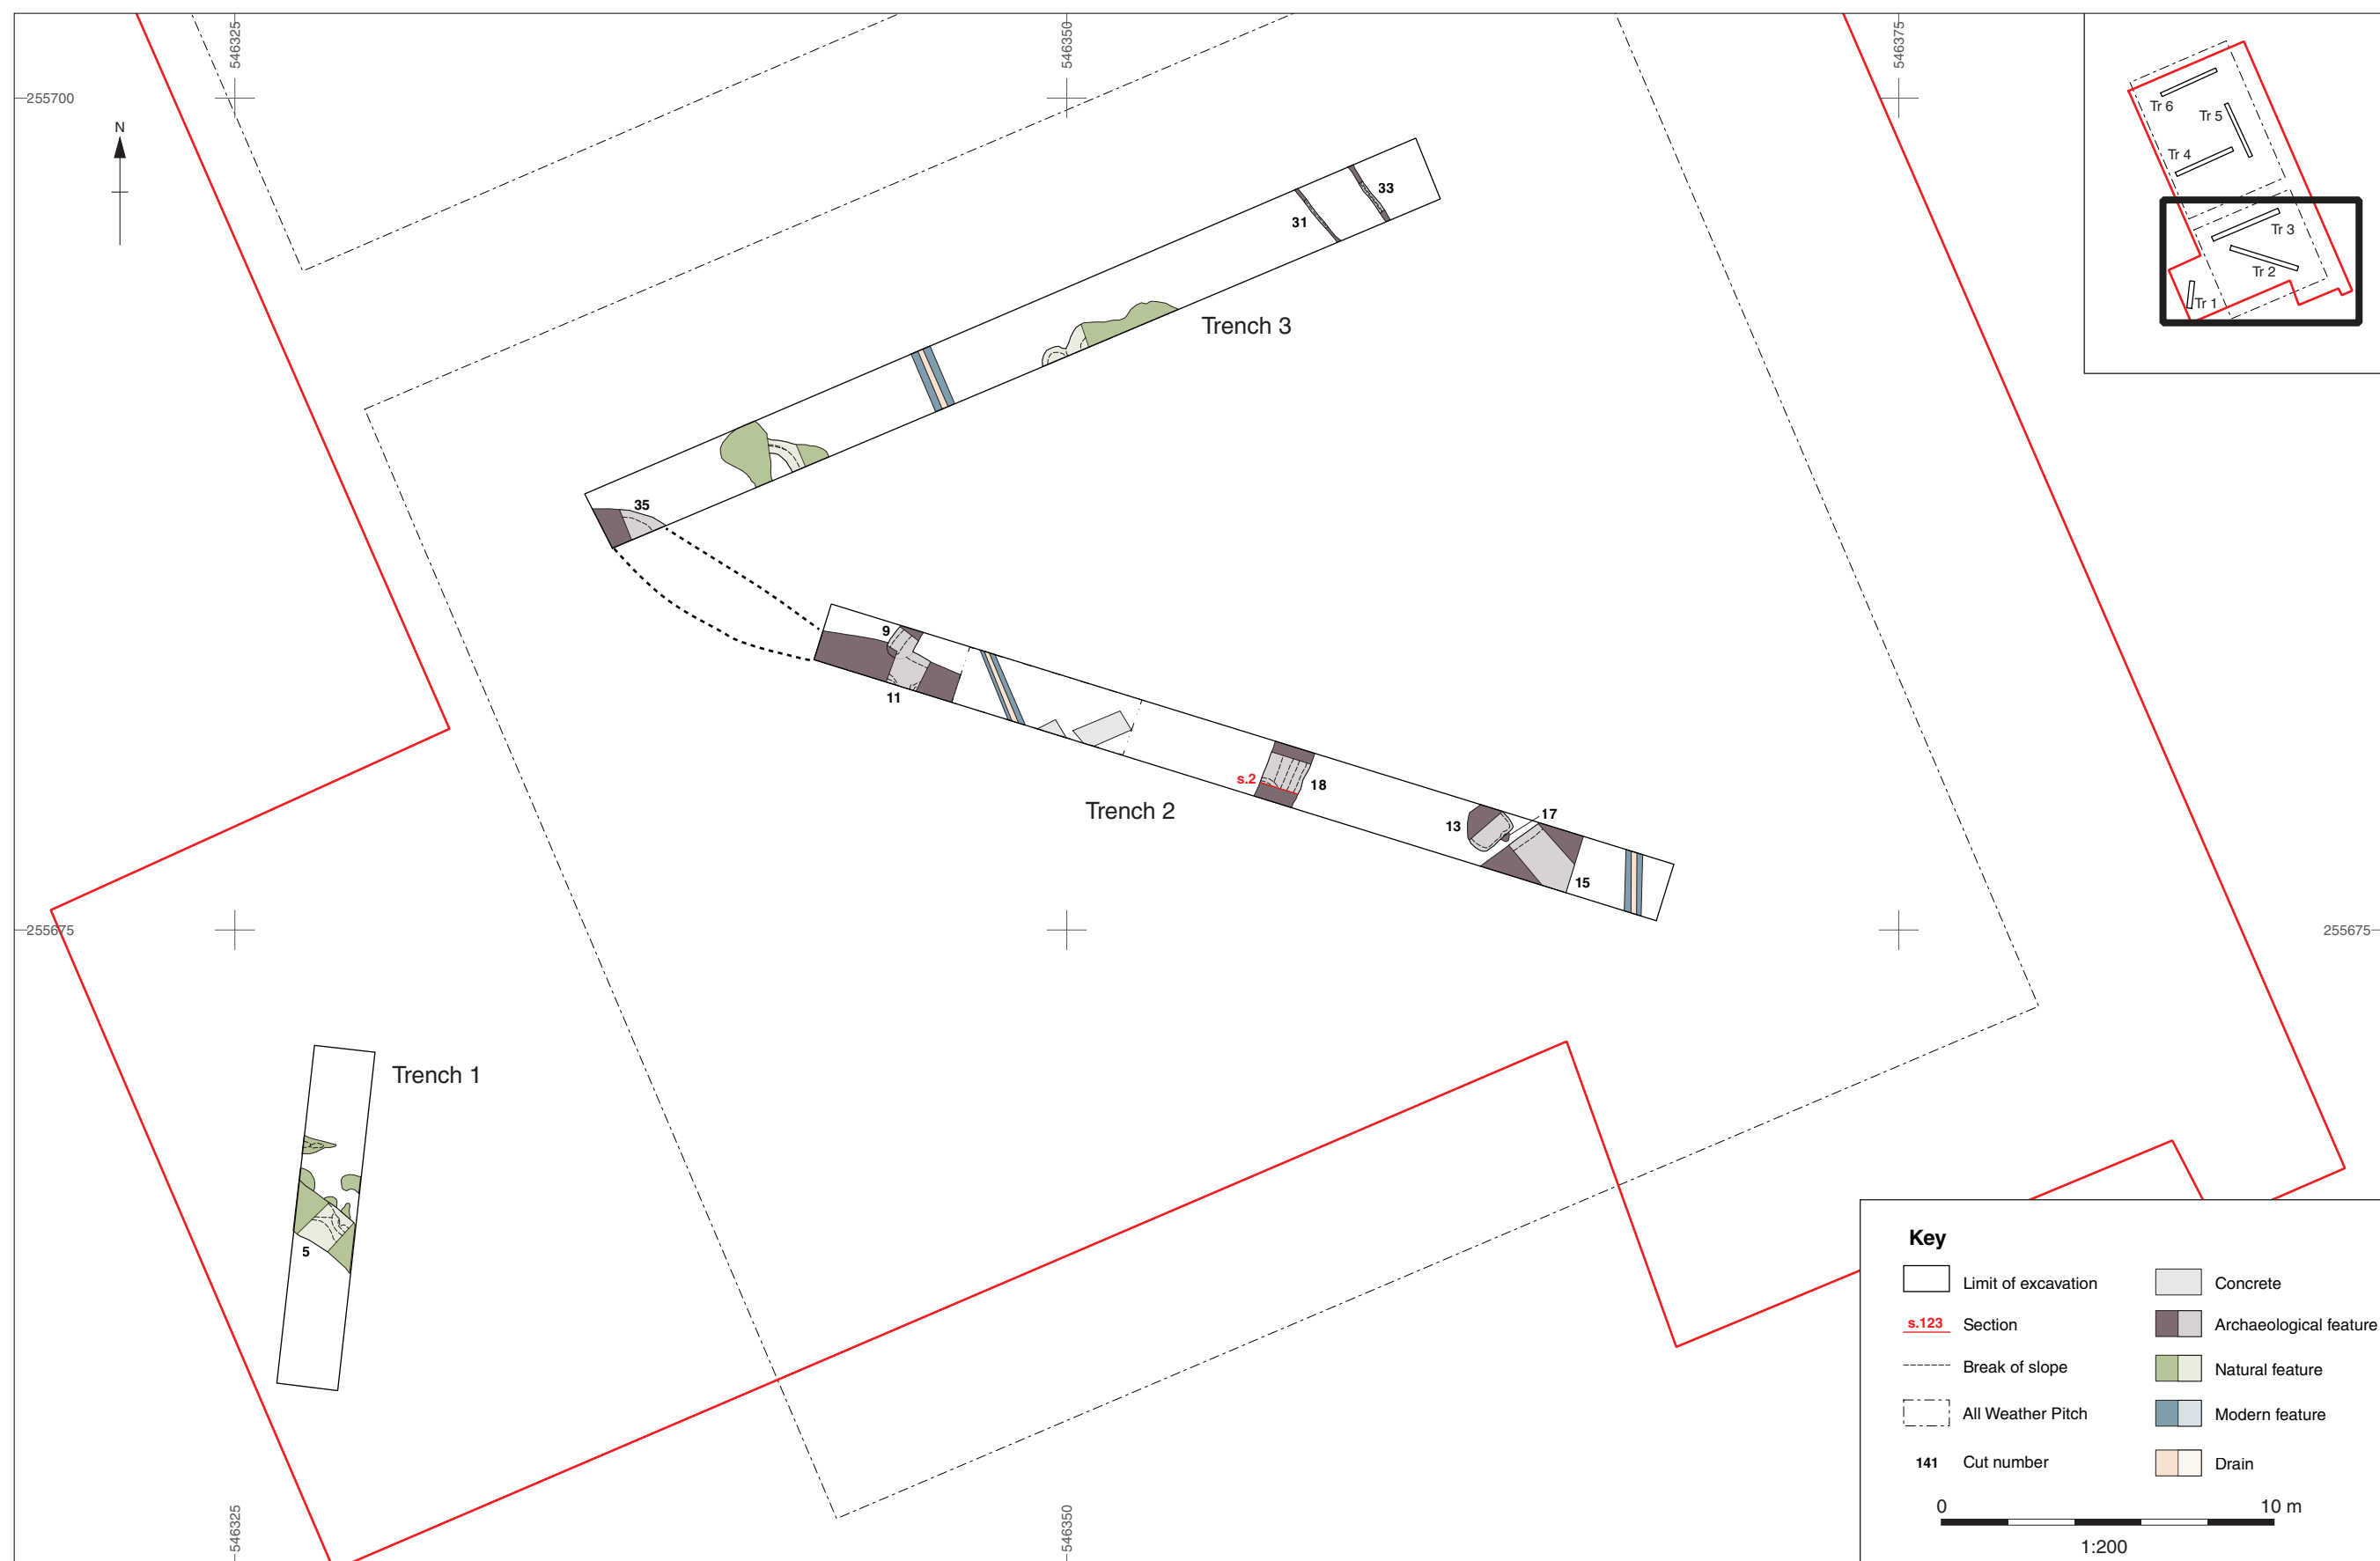 546325
546350
546375
255700
N
Tr 6
Tr 5
Tr 4
Tr 3
Tr 2
Tr 1
33
31
Trench 3
35
9
11
s.2
18
Trench 2
13
17
15
255675
255675
Trench 1
5
Key
Limit of excavation
Concrete
s.123
Section
Archaeological feature
Break of slope
Natural feature
All Weather Pitch
Modern feature
141
Cut number
Drain
0
10 m
1:200
546325
546350